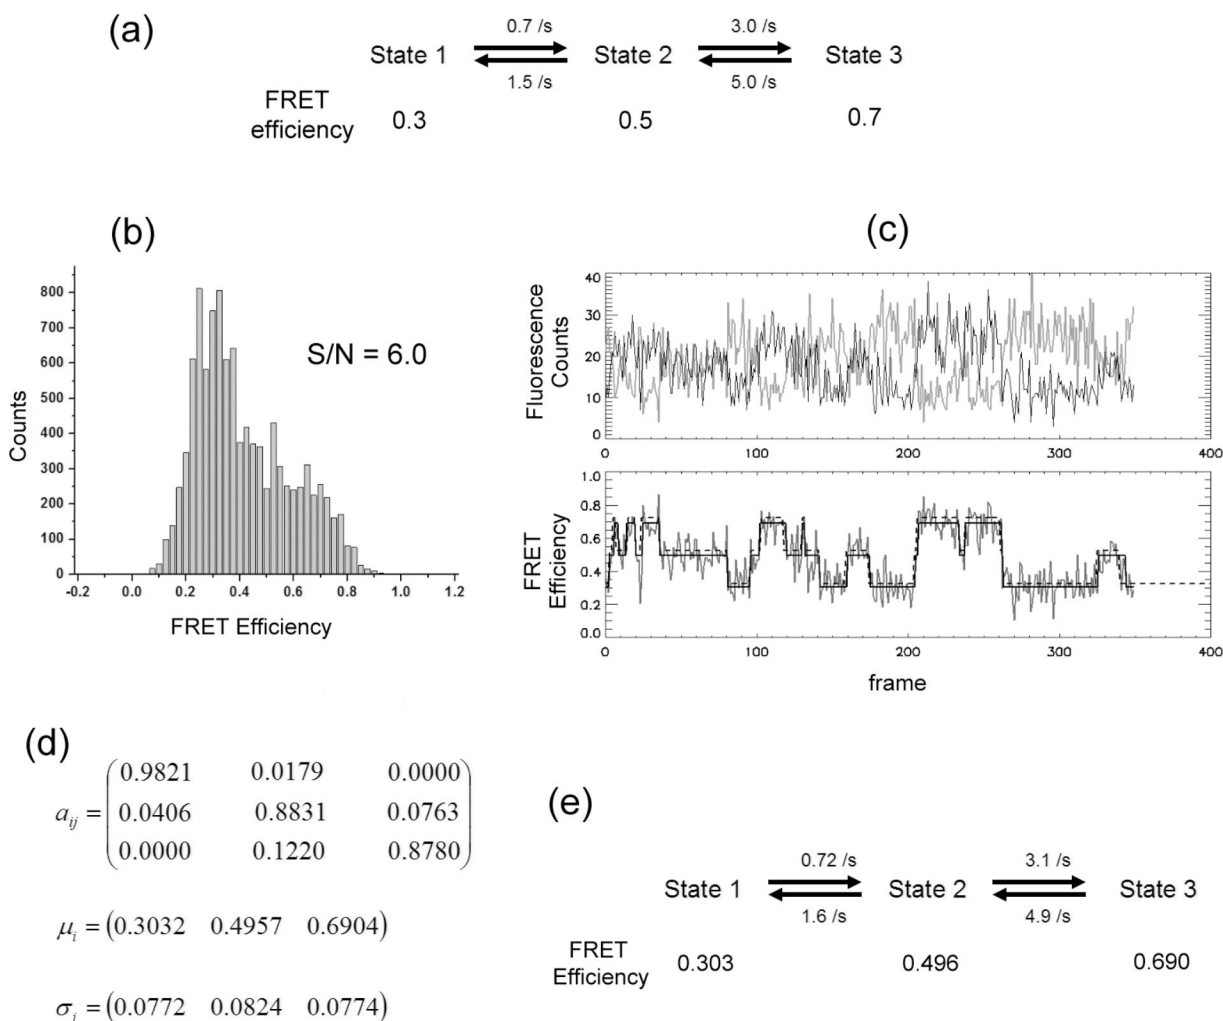 (a)
0.7 /s 3.0 /s
State 1 State 2 State 3
1.5 /s 5.0 /s
FRET
efficiency 0.3 0.5 0.7
(b)
800
700
600
500
400
300
200
100
0
Counts
S/N = 6.0
-0.2 0.0 0.2 0.4 0.6 0.8 1.0 1.2
FRET Efficiency
(c)
Fluorescence
Counts
40
30
20
10
0
0 100 200 300 400
FRET
Efficiency
1.0
0.8
0.6
0.4
0.2
0.0
0 100 200 300 400
frame
(d)
a_ij = (0.9821 0.0179 0.0000
0.0406 0.8831 0.0763
0.0000 0.1220 0.8780)
μ_i = (0.3032 0.4957 0.6904)
σ_i = (0.0772 0.0824 0.0774)
(e)
0.72 /s 3.1 /s
State 1 State 2 State 3
1.6 /s 4.9 /s
FRET
Efficiency 0.303 0.496 0.690